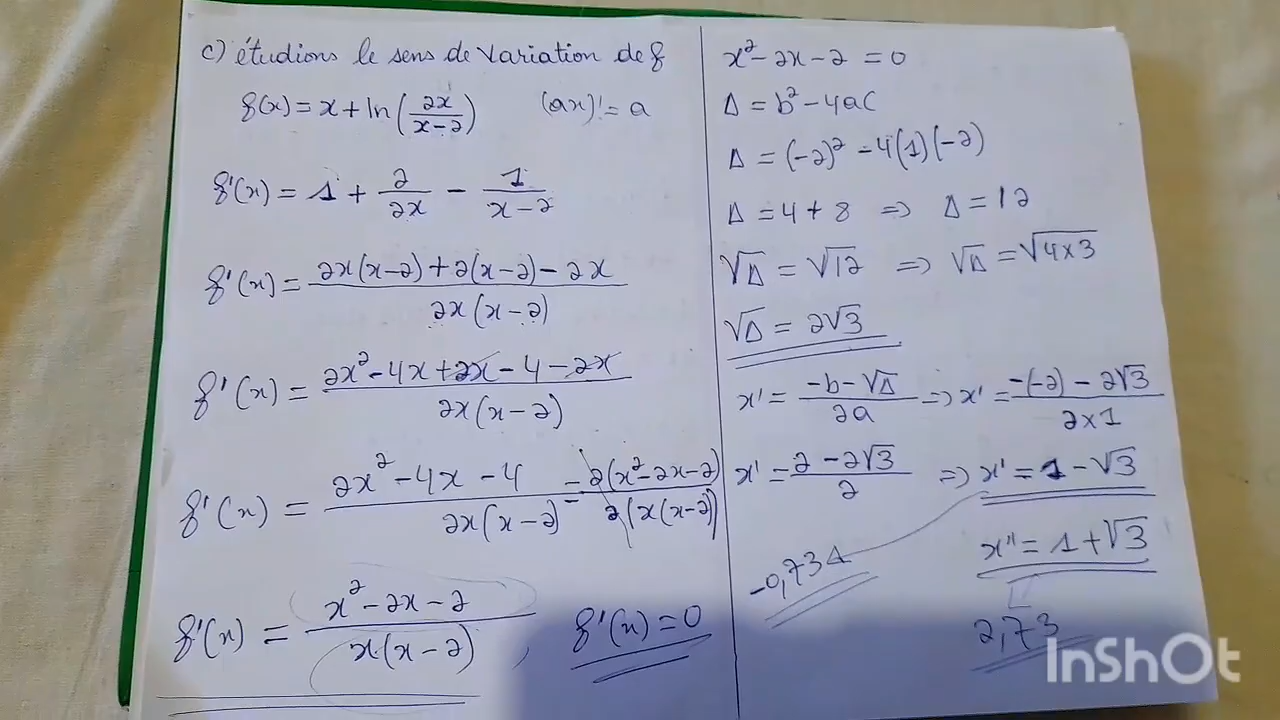 c) étudions le sens de variation de f
f(x) = x + ln(2x/(x-2))    (ax)' = a
f'(x) = 1 + 2/2x - 1/(x-2)
f'(x) = (2x(x-2) + 2(x-2) - 2x)/(2x(x-2))
f'(x) = (2x² - 4x + 2x - 4 - 2x)/(2x(x-2))
f'(x) = (2x² - 4x - 4)/(2x(x-2)) = 2(x² - 2x - 2)/(2(x(x-2))
f'(x) = (x² - 2x - 2)/(x(x-2)) , f'(x) = 0
x² - 2x - 2 = 0
Δ = b² - 4ac
Δ = (-2)² - 4(1)(-2)
Δ = 4 + 8 => Δ = 12
√Δ = √12 => √Δ = √4×3
√Δ = 2√3
x' = (-b - √Δ)/2a => x' = (-(-2) - 2√3)/(2×1)
x' = (2 - 2√3)/2 => x' = 1 - √3
x'' = 1 + √3
-0,731
2,73
InShOt